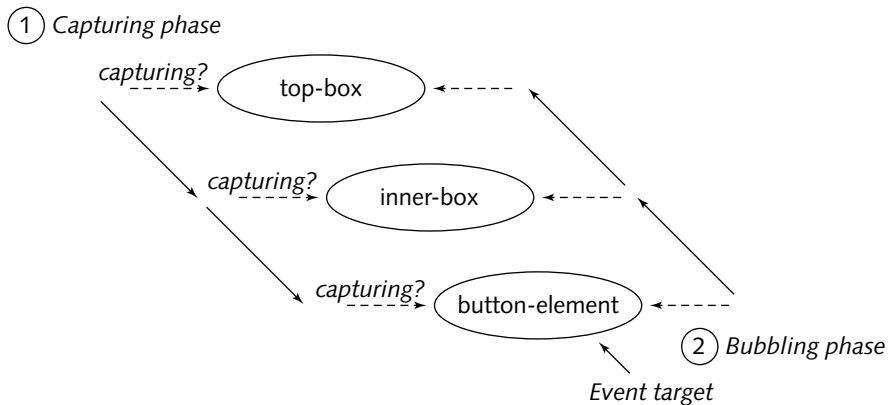 1 Capturing phase
capturing?
top-box
capturing?
inner-box
capturing?
button-element
2 Bubbling phase
Event target